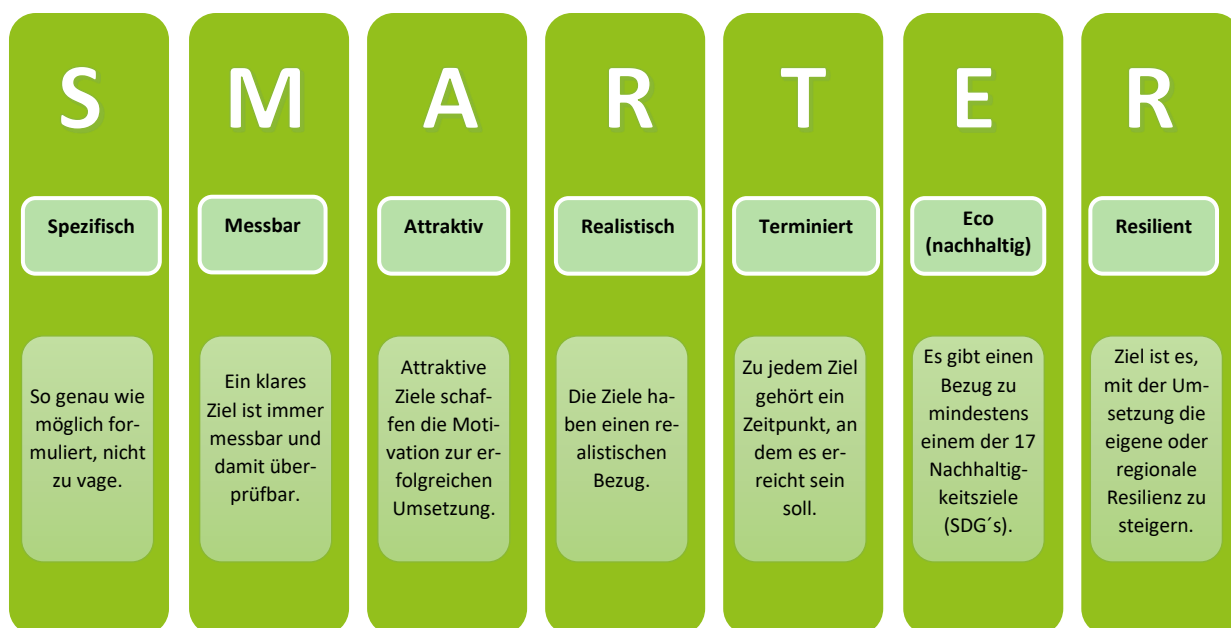 S
Spezifisch
So genau wie
möglich for-
muliert, nicht
zu vage.
M
Messbar
Ein klares
Ziel ist immer
messbar und
damit über-
prüfbar.
A
Attraktiv
Attraktive
Ziele schaf-
fen die Moti-
vation zur er-
folgreichen
Umsetzung.
R
Realistisch
Die Ziele ha-
ben einen re-
alistischen
Bezug.
T
Terminiert
Zu jedem Ziel
gehört ein
Zeitpunkt, an
dem es er-
reicht sein
soll.
E
Eco
(nachhaltig)
Es gibt einen
Bezug zu
mindestens
einem der 17
Nachhaltig-
keitsziele
(SDG´s).
R
Resilient
Ziel ist es,
mit der Um-
setzung die
eigene oder
regionale
Resilienz zu
steigern.